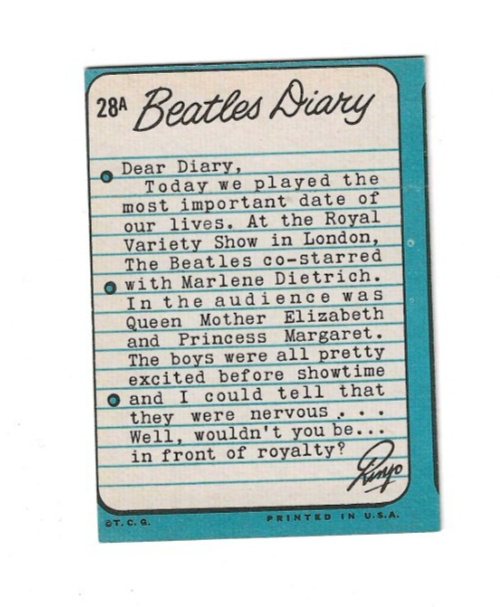 28A Beatles Diary
Dear Diary,
Today we played the
most important date of
our lives. At the Royal
Variety Show in London,
The Beatles co-starred
with Marlene Dietrich.
In the audience was
Queen Mother Elizabeth
and Princess Margaret.
The boys were all pretty
excited before showtime
and I could tell that
they were nervous . . .
Well, wouldn't you be...
in front of royalty?
Ringo
©T. C. G. PRINTED IN U.S.A.